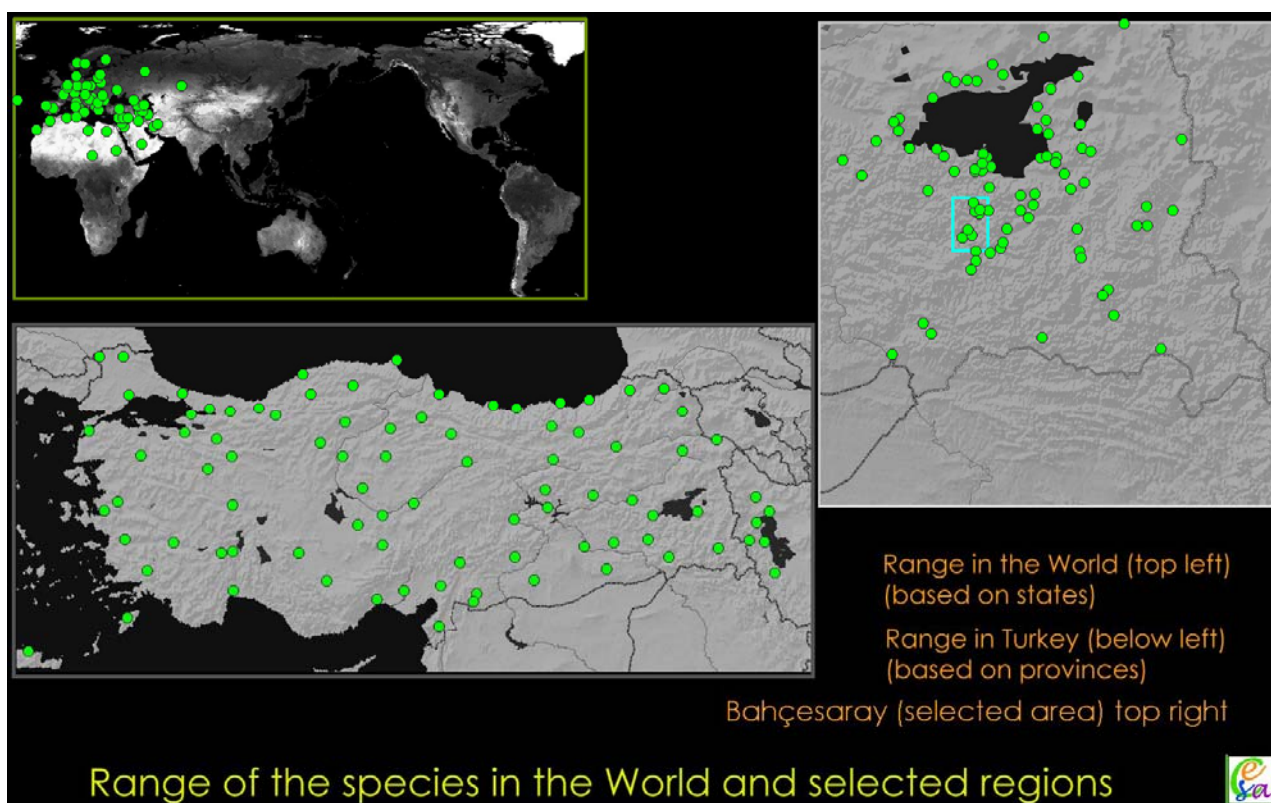 Range in the World (top left)
(based on states)
Range in Turkey (below left)
(based on provinces)
Bahçesaray (selected area) top right
Range of the species in the World and selected regions
Cesa